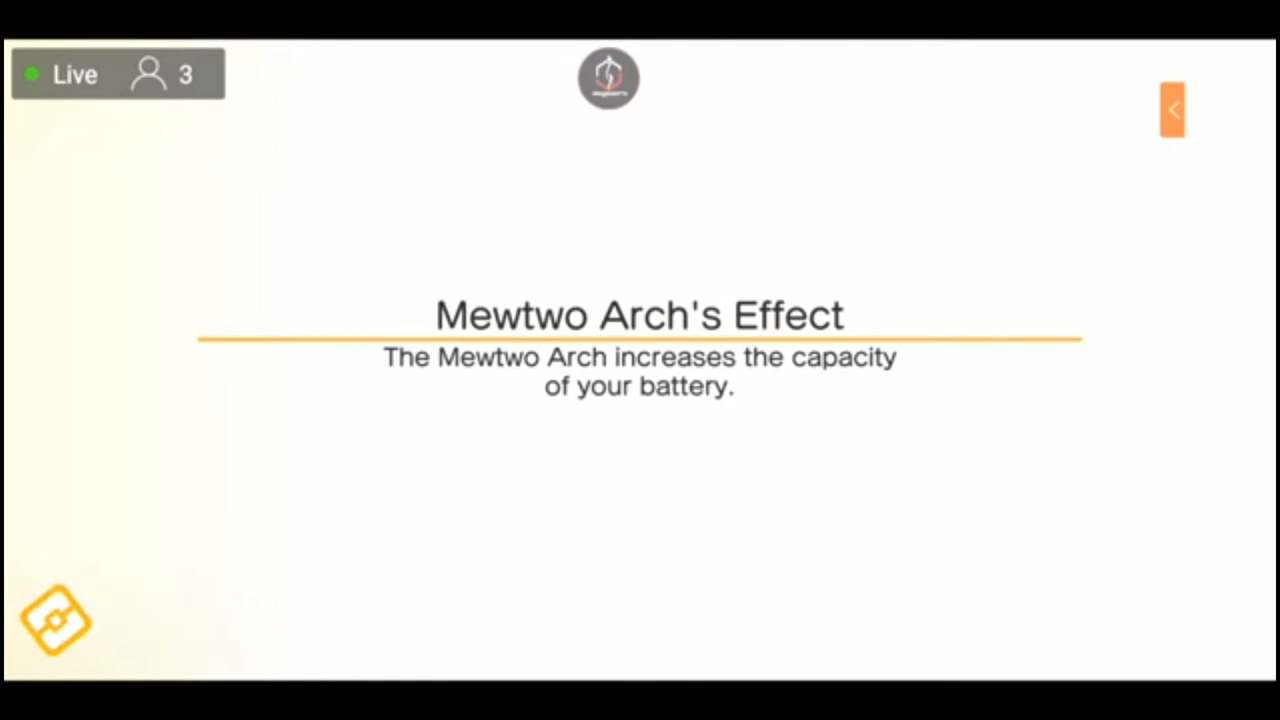 Live 3
Mewtwo Arch's Effect
The Mewtwo Arch increases the capacity
of your battery.